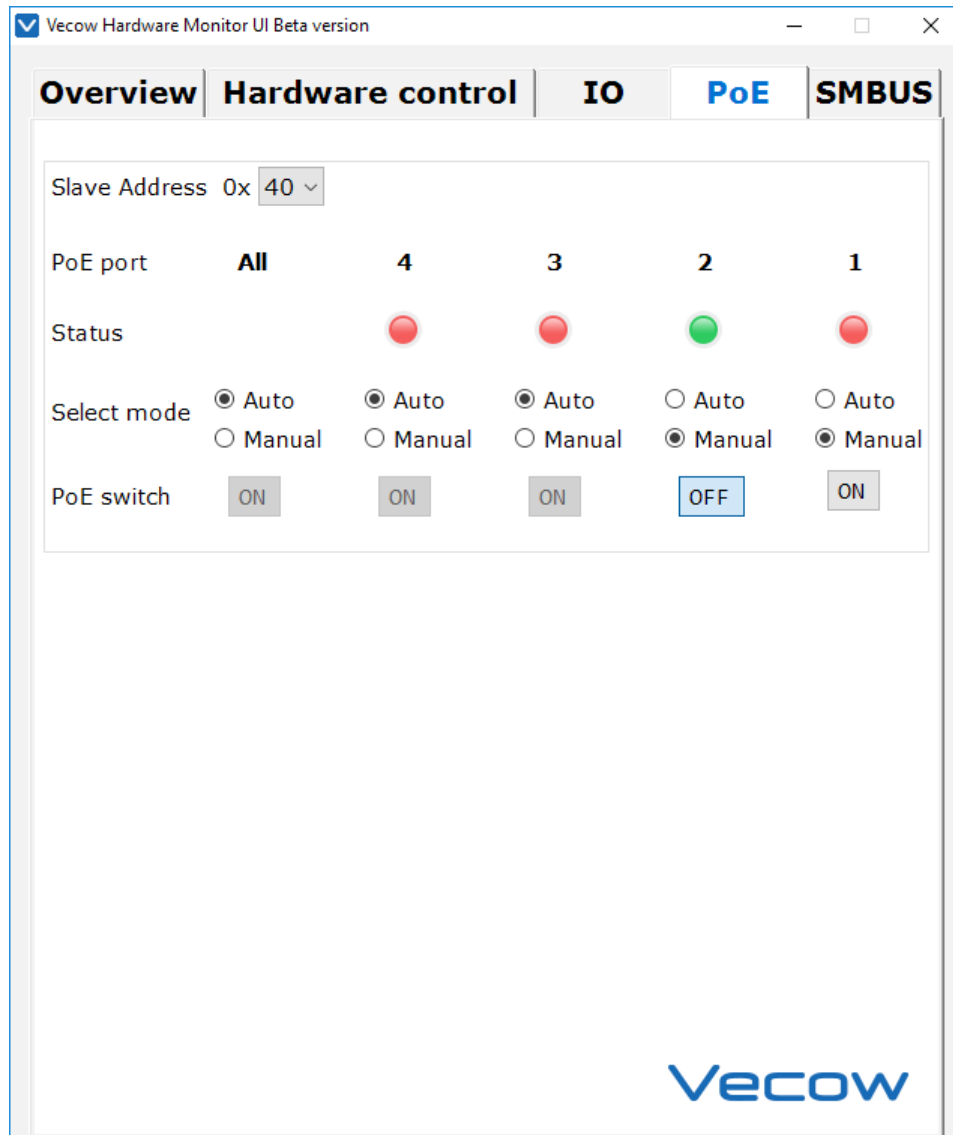 Vecow Hardware Monitor UI Beta version
Overview Hardware control IO PoE SMBUS
Slave Address 0x 40
PoE port All 4 3 2 1
Status
Select mode
Auto Auto Auto Auto Auto
Manual Manual Manual Manual Manual
PoE switch ON ON ON OFF ON
Vecow